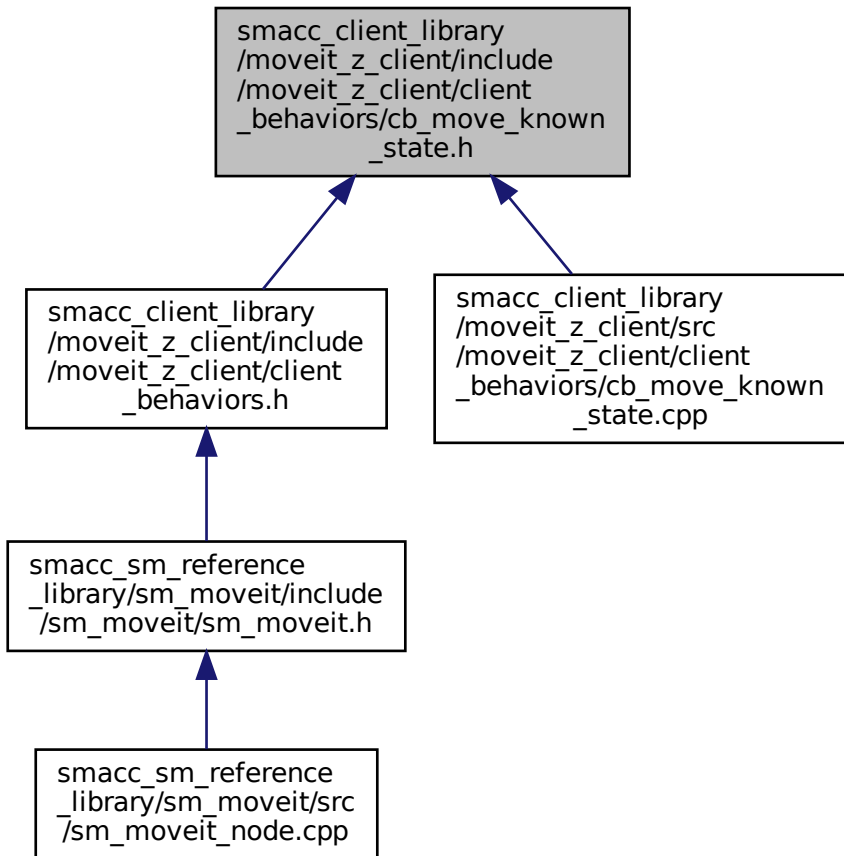 smacc_client_library
/moveit_z_client/include
/moveit_z_client/client
_behaviors/cb_move_known
_state.h
smacc_client_library
/moveit_z_client/include
/moveit_z_client/client
_behaviors.h
smacc_client_library
/moveit_z_client/src
/moveit_z_client/client
_behaviors/cb_move_known
_state.cpp
smacc_sm_reference
_library/sm_moveit/include
/sm_moveit/sm_moveit.h
smacc_sm_reference
_library/sm_moveit/src
/sm_moveit_node.cpp